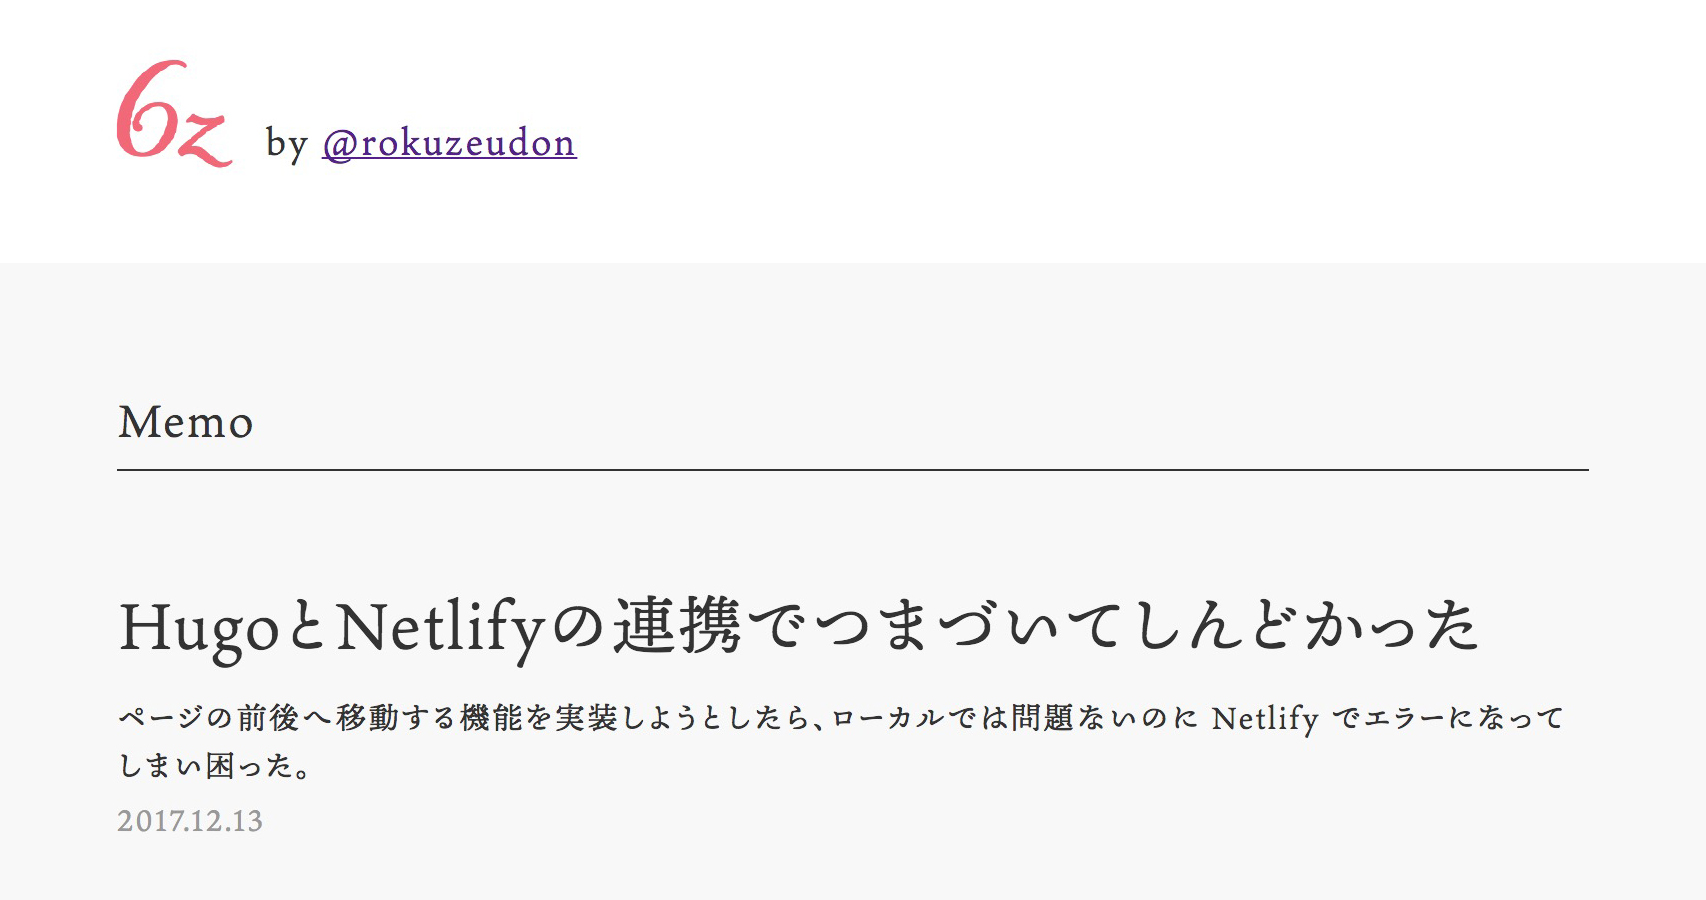 6z by @rokuzeudon
Memo
HugoとNetlifyの連携でつまづいてしんどかった
ページの前後へ移動する機能を実装しようとしたら、ローカルでは問題ないのに Netlify でエラーになって
しまい困った。
2017.12.13